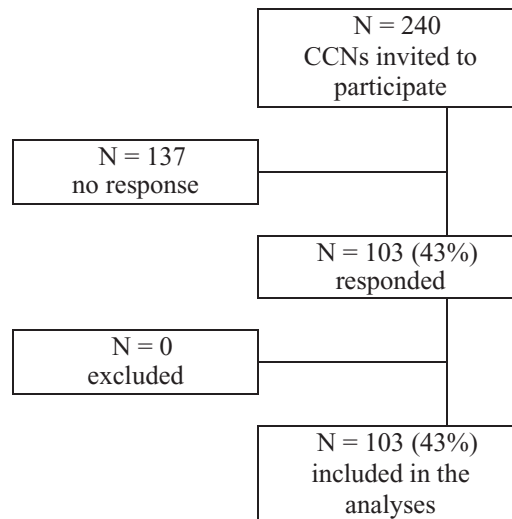 N = 240
CCNs invited to
participate
N = 137
no response
N = 103 (43%)
responded
N = 0
excluded
N = 103 (43%)
included in the
analyses